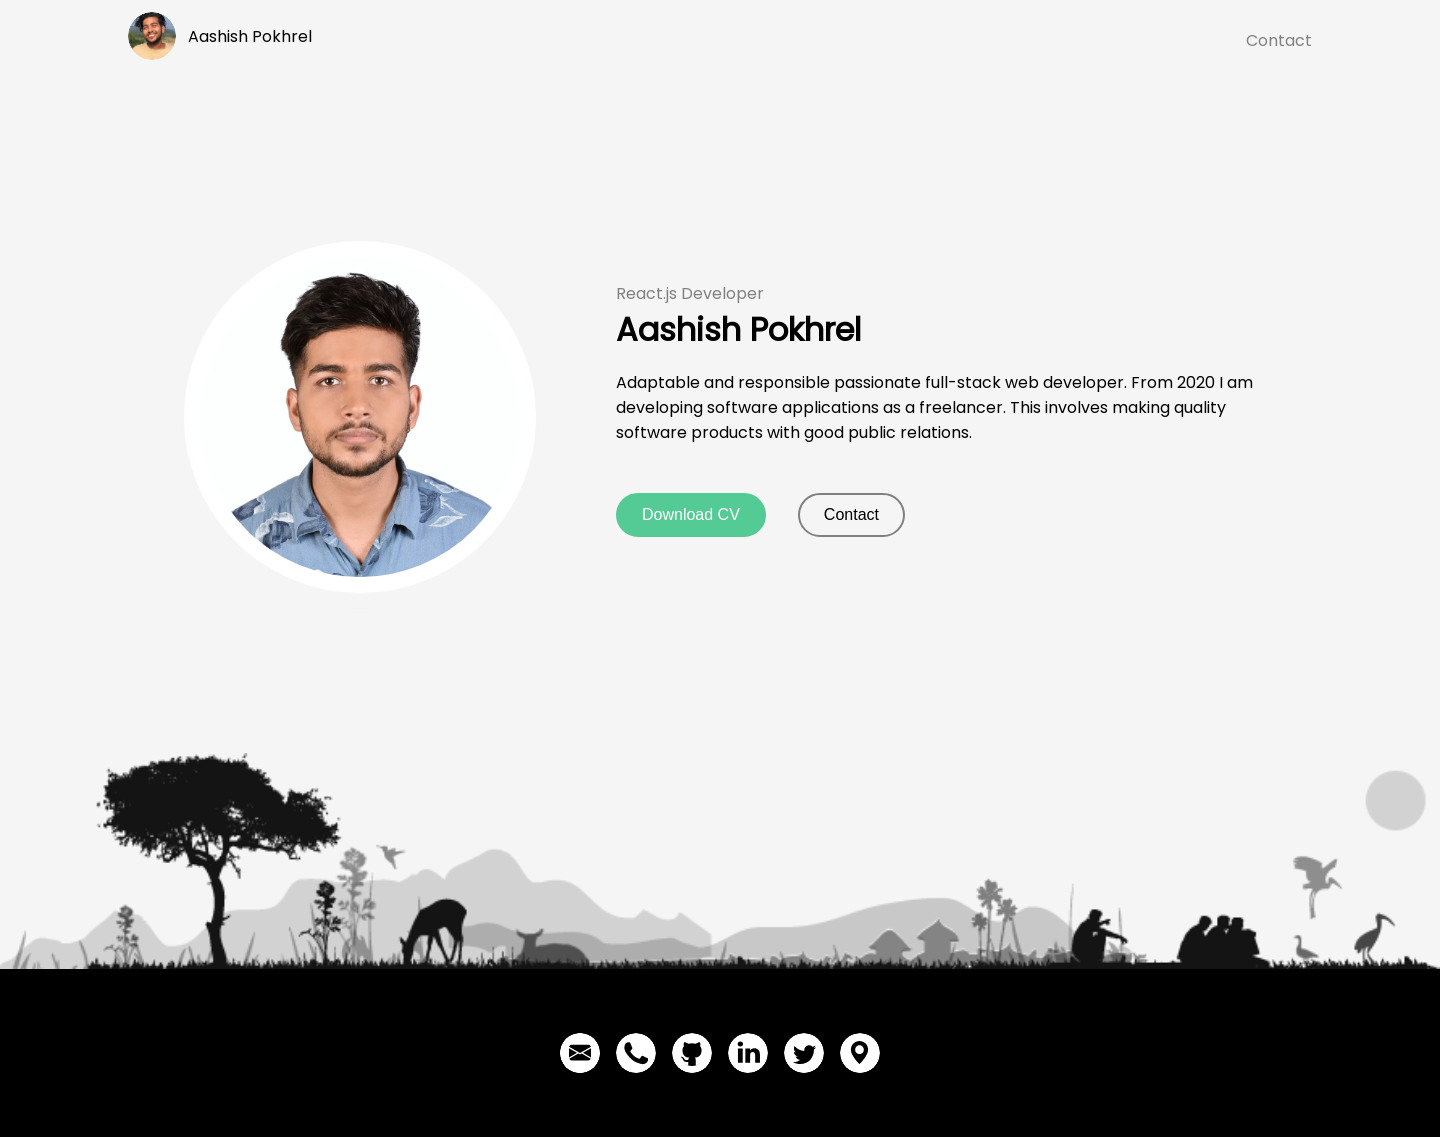 Aashish Pokhrel
Contact
React.js Developer
Aashish Pokhrel
Adaptable and responsible passionate full-stack web developer. From 2020 I am
developing software applications as a freelancer. This involves making quality
software products with good public relations.
Download CV
Contact